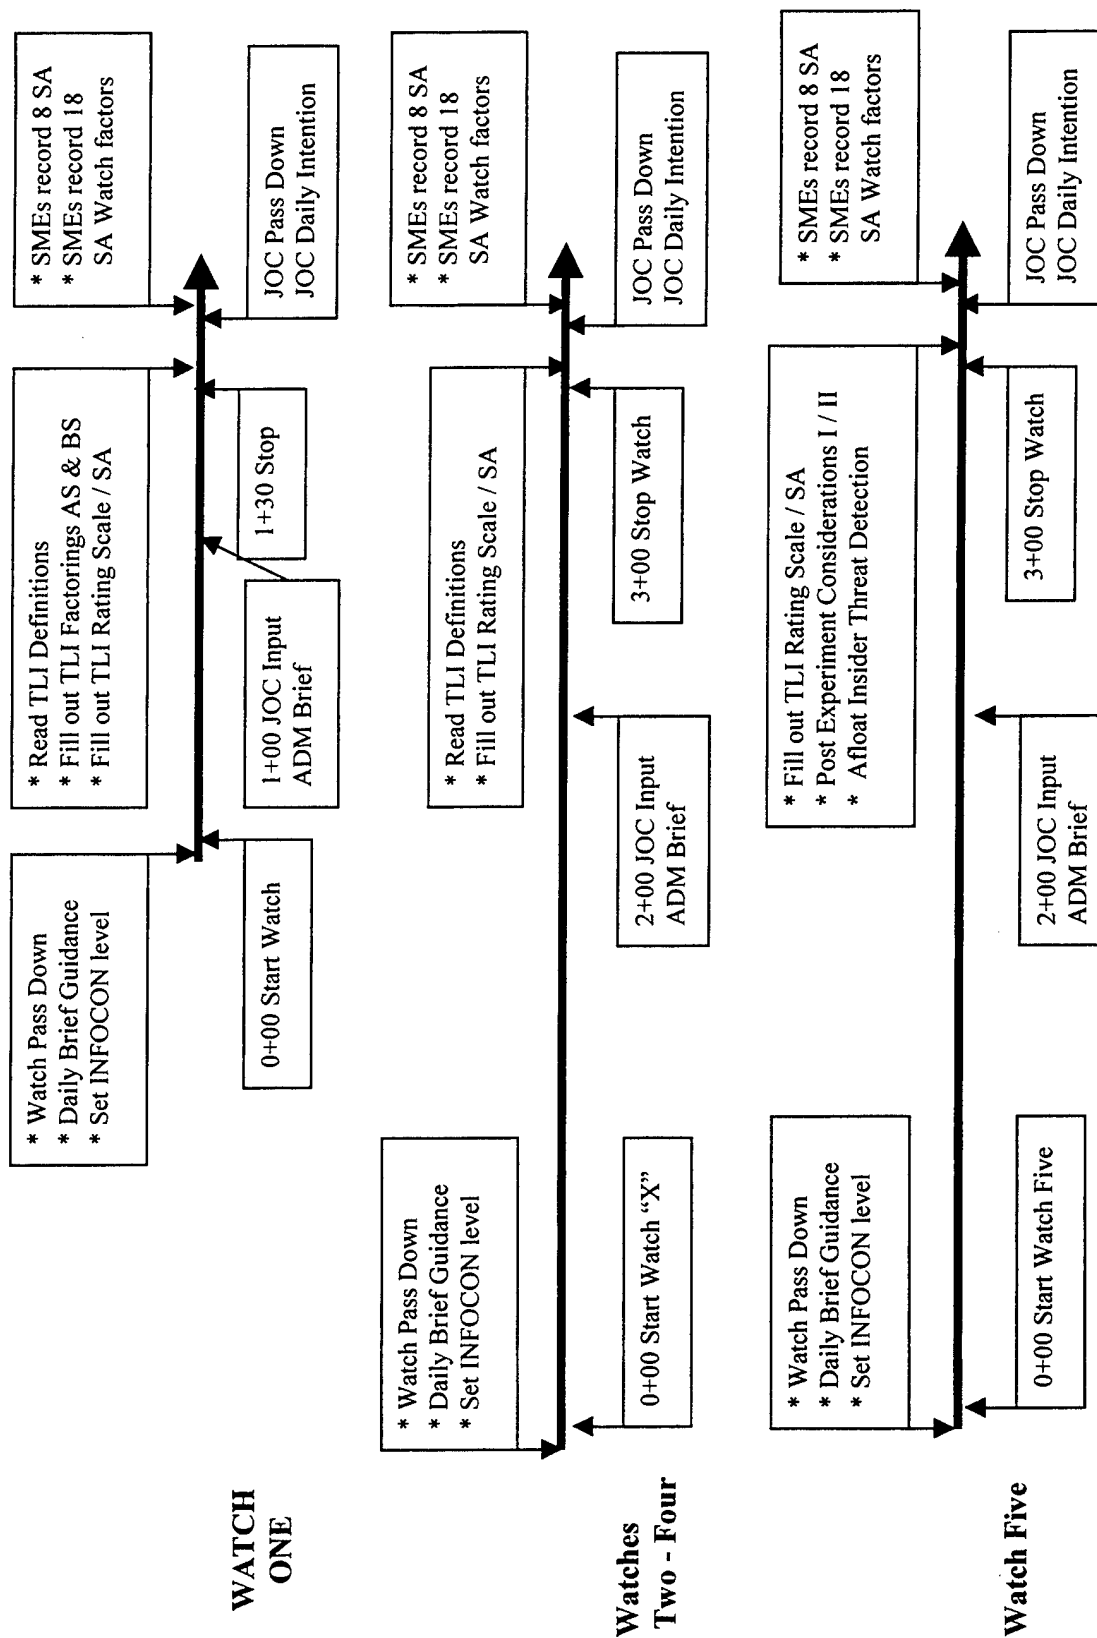 WATCH
ONE
* Watch Pass Down
* Daily Brief Guidance
* Set INFOCON level
* Read TLI Definitions
* Fill out TLI Factorings AS & BS
* Fill out TLI Rating Scale / SA
* SMEs record 8 SA
* SMEs record 18
SA Watch factors
0+00 Start Watch
1+00 JOC Input
ADM Brief
1+30 Stop
JOC Pass Down
JOC Daily Intention
Watches
Two - Four
* Watch Pass Down
* Daily Brief Guidance
* Set INFOCON level
* Read TLI Definitions
* Fill out TLI Rating Scale / SA
* SMEs record 8 SA
* SMEs record 18
SA Watch factors
0+00 Start Watch “X”
2+00 JOC Input
ADM Brief
3+00 Stop Watch
JOC Pass Down
JOC Daily Intention
Watch Five
* Watch Pass Down
* Daily Brief Guidance
* Set INFOCON level
* Fill out TLI Rating Scale / SA
* Post Experiment Considerations I / II
* Afloat Insider Threat Detection
* SMEs record 8 SA
* SMEs record 18
SA Watch factors
0+00 Start Watch Five
2+00 JOC Input
ADM Brief
3+00 Stop Watch
JOC Pass Down
JOC Daily Intention